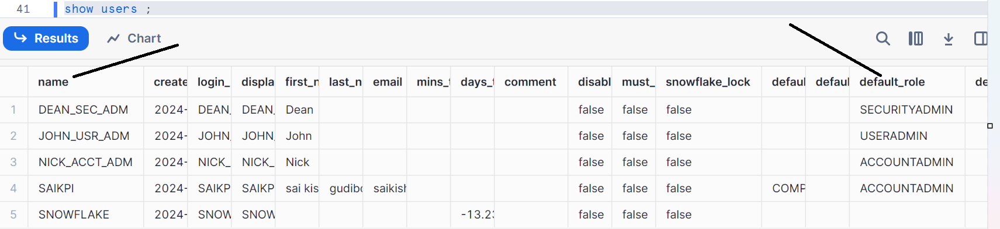 41 show users ;
Results Chart
name create login_ displa first_n last_n email mins_t days_t comment disabl must_ snowflake_lock defaul defaul default_role de
1 DEAN_SEC_ADM 2024- DEAN_ DEAN_ Dean false false false SECURITYADMIN
2 JOHN_USR_ADM 2024- JOHN_ JOHN_ John false false false USERADMIN
3 NICK_ACCT_ADM 2024- NICK_ NICK_ Nick false false false ACCOUNTADMIN
4 SAIKPI 2024- SAIKP SAIKP sai kis gudibo saikish false false false COMP ACCOUNTADMIN
5 SNOWFLAKE 2024- SNOW SNOW -13.23 false false false